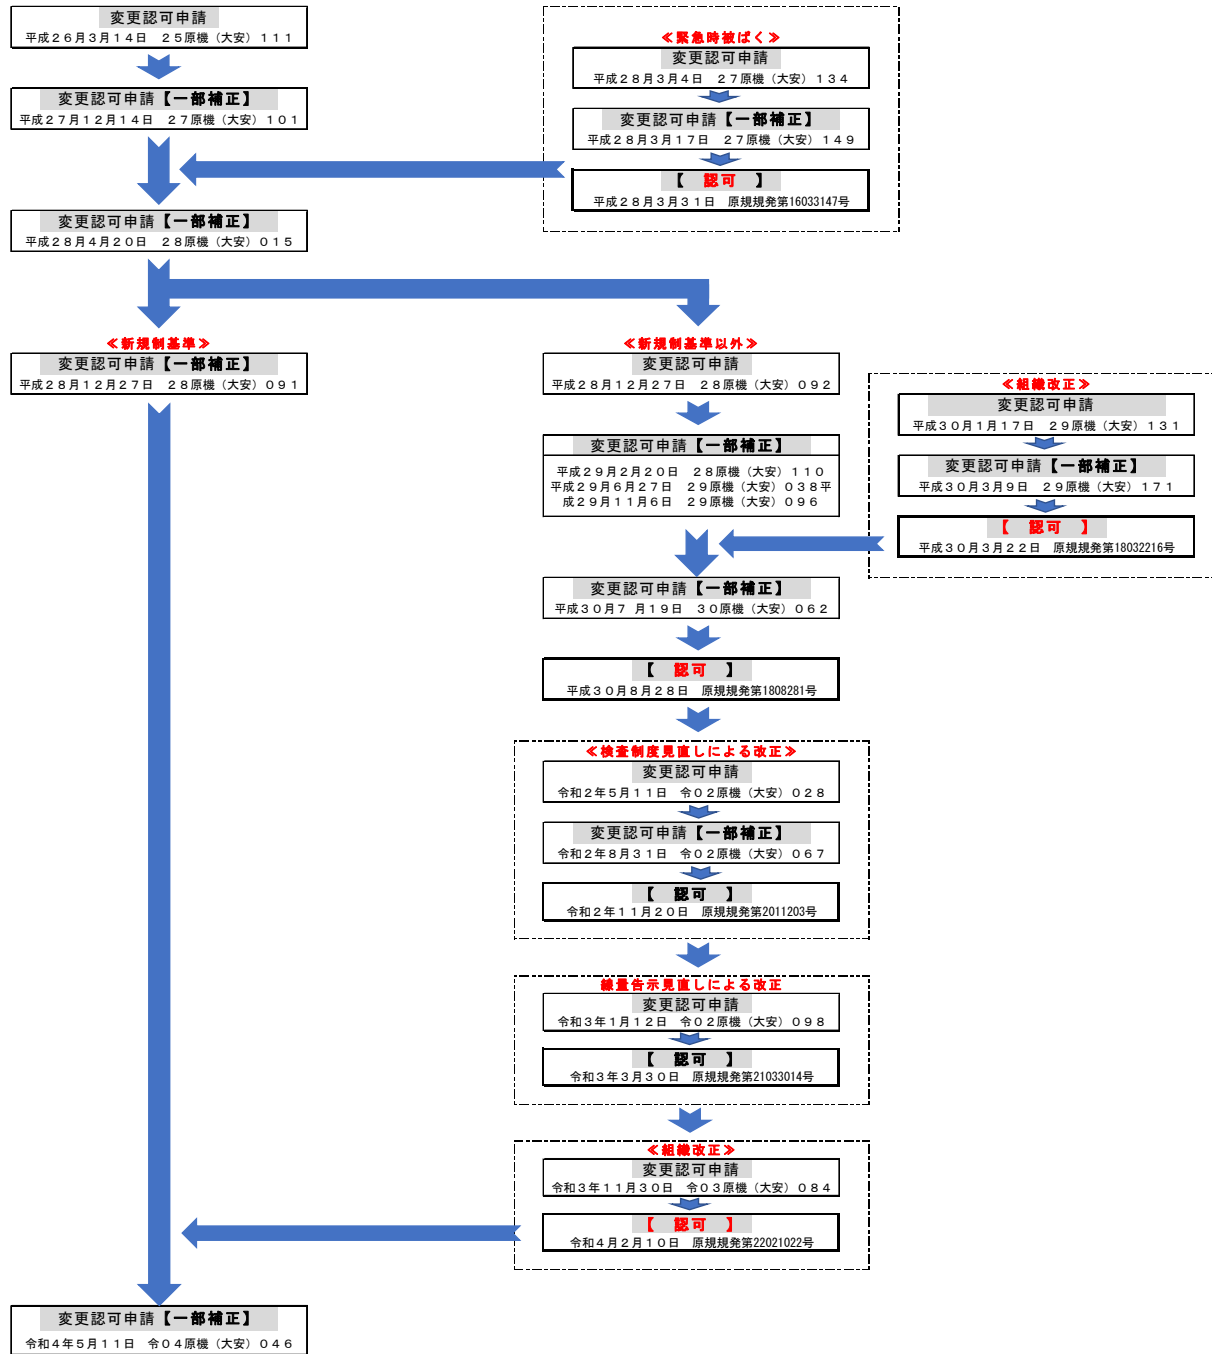 変更認可申請
平成２６月３月１４日　２５原機（大安）１１１
変更認可申請【一部補正】
平成２７月１２月１４日　２７原機（大安）１０１
≪緊急時被ばく≫
変更認可申請
平成２８月３月４日　２７原機（大安）１３４
変更認可申請【一部補正】
平成２８月３月１７日　２７原機（大安）１４９
【　認可　】
平成２８月３月３１日　原規規発第16033147号
変更認可申請【一部補正】
平成２８月４月２０日　２８原機（大安）０１５
≪新規制基準≫
変更認可申請【一部補正】
平成２８月１２月２７日　２８原機（大安）０９１
≪新規制基準以外≫
変更認可申請
平成２８月１２月２７日　２８原機（大安）０９２
変更認可申請【一部補正】
平成２９月２月２０日　２８原機（大安）１１０
平成２９月６月２７日　２９原機（大安）０３８平
成２９月１１月６日　２９原機（大安）０９６
≪組織改正≫
変更認可申請
平成３０月１月１７日　２９原機（大安）１３１
変更認可申請【一部補正】
平成３０月３月９日　２９原機（大安）１７１
【　認可　】
平成３０月３月２２日　原規規発第18032216号
変更認可申請【一部補正】
平成３０月７ 月１９日　３０原機（大安）０６２
【　認可　】
平成３０月８月２８日　原規規発第1808281号
≪検査制度見直しによる改正≫
変更認可申請
令和２年５月１１日　令０２原機（大安）０２８
変更認可申請【一部補正】
令和２年８月３１日　令０２原機（大安）０６７
【　認可　】
令和２年１１月２０日　原規規発第2011203号
線量告示見直しによる改正
変更認可申請
令和３年１月１２日　令０２原機（大安）０９８
【　認可　】
令和３年３月３０日　原規規発第21033014号
≪組織改正≫
変更認可申請
令和３年１１月３０日　令０３原機（大安）０８４
【　認可　】
令和４年２月１０日　原規規発第22021022号
変更認可申請【一部補正】
令和４年５月１１日　令０４原機（大安）０４６